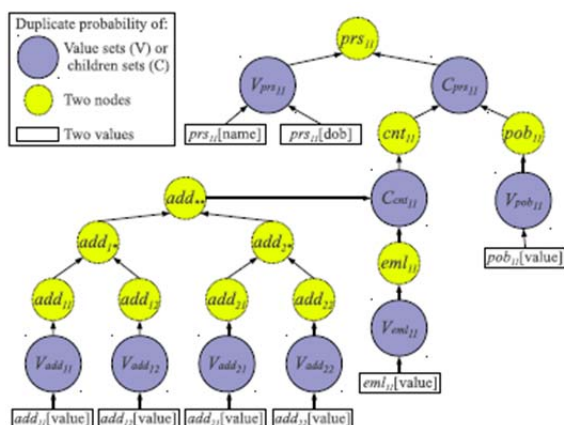 Duplicate probability of:
Value sets (V) or
children sets (C)
Two nodes
Two values
prs11
Vprs11
Cprs11
prs11[name]
prs11[dob]
cnt11
pob11
add••
Ccnt11
Vpob11
add1•
add2•
eml11
pob11[value]
add11
add12
add21
add22
Vadd11
Vadd12
Vadd21
Vadd22
Veml11
eml11[value]
add11[value]
add12[value]
add21[value]
add22[value]